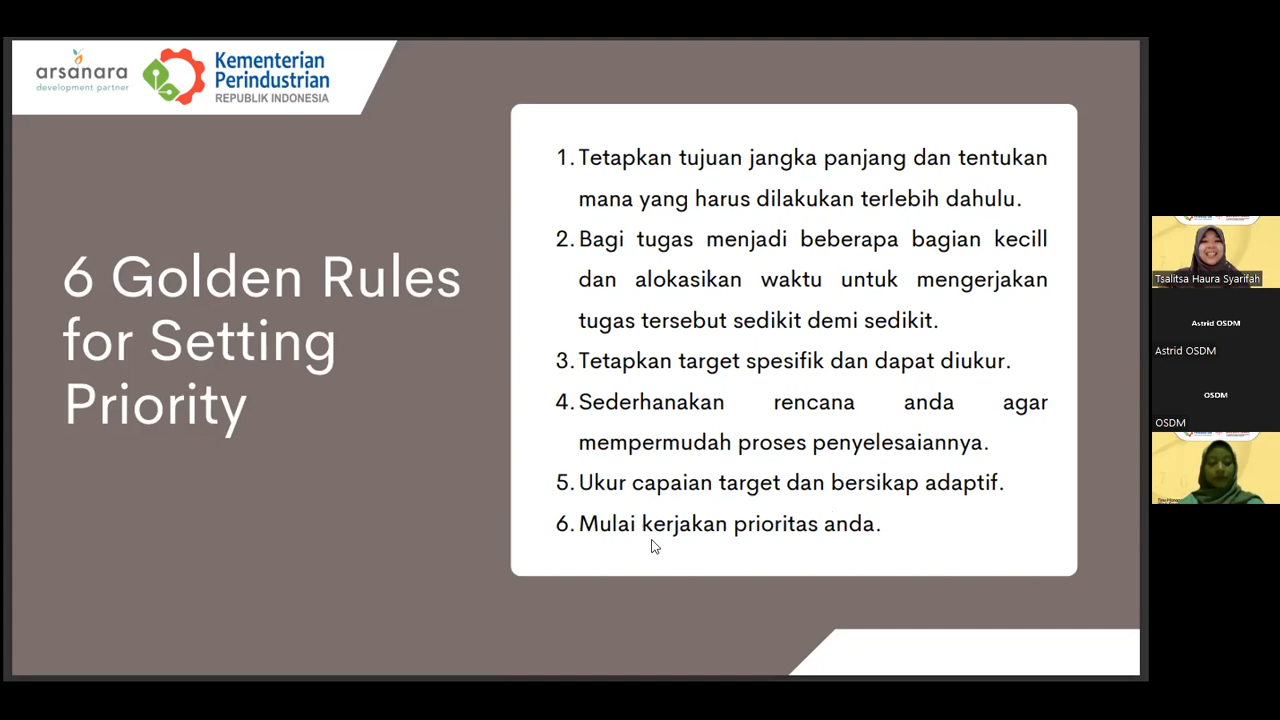 arsanara
development partner
Kementerian
Perindustrian
REPUBLIK INDONESIA
6 Golden Rules
for Setting
Priority
1. Tetapkan tujuan jangka panjang dan tentukan
mana yang harus dilakukan terlebih dahulu.
2. Bagi tugas menjadi beberapa bagian kecill
dan alokasikan waktu untuk mengerjakan
tugas tersebut sedikit demi sedikit.
3. Tetapkan target spesifik dan dapat diukur.
4. Sederhanakan rencana anda agar
mempermudah proses penyelesaiannya.
5. Ukur capaian target dan bersikap adaptif.
6. Mulai kerjakan prioritas anda.
Tsalitsa Haura Syarifah
Astrid OSDM
Astrid OSDM
OSDM
OSDM